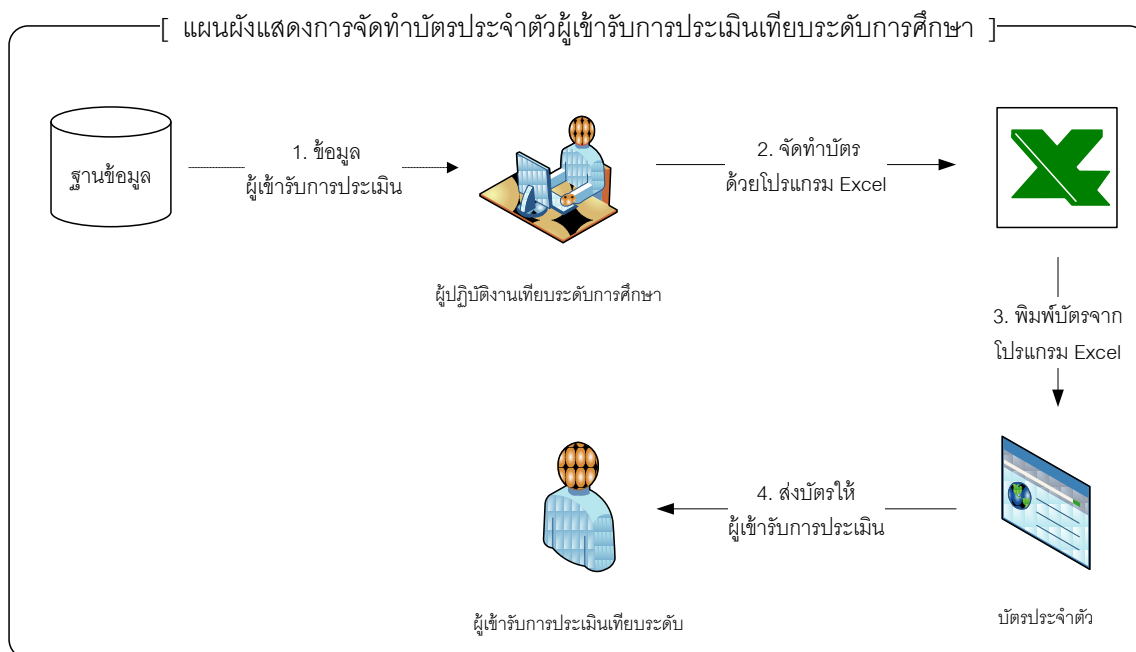 [ แผนผังแสดงการจัดทำบัตรประจำตัวผู้เข้ารับการประเมินเทียบระดับการศึกษา ]
ฐานข้อมูล
1. ข้อมูล
ผู้เข้ารับการประเมิน
ผู้ปฏิบัติงานเทียบระดับการศึกษา
2. จัดทำบัตร
ด้วยโปรแกรม Excel
3. พิมพ์บัตรจาก
โปรแกรม Excel
บัตรประจำตัว
4. ส่งบัตรให้
ผู้เข้ารับการประเมิน
ผู้เข้ารับการประเมินเทียบระดับ